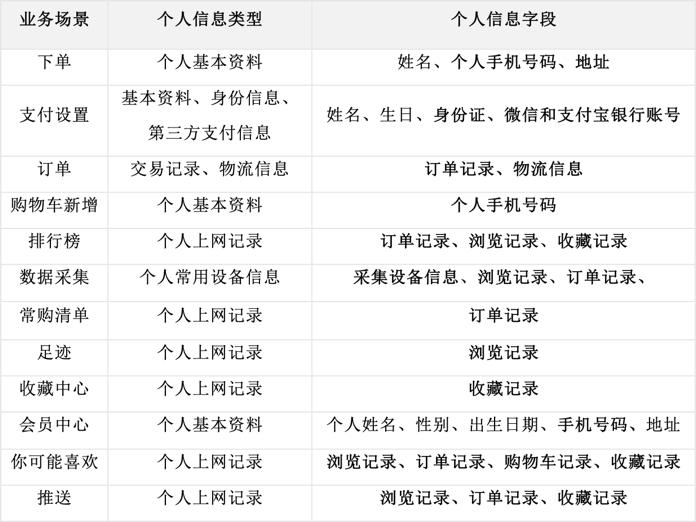 业务场景 个人信息类型 个人信息字段
下单 个人基本资料 姓名、个人手机号码、地址
支付设置 基本资料、身份信息、
第三方支付信息 姓名、生日、身份证、微信和支付宝银行账号
订单 交易记录、物流信息 订单记录、物流信息
购物车新增 个人基本资料 个人手机号码
排行榜 个人上网记录 订单记录、浏览记录、收藏记录
数据采集 个人常用设备信息 采集设备信息、浏览记录、订单记录、
常购清单 个人上网记录 订单记录
足迹 个人上网记录 浏览记录
收藏中心 个人上网记录 收藏记录
会员中心 个人基本资料 个人姓名、性别、出生日期、手机号码、地址
你可能喜欢 个人上网记录 浏览记录、订单记录、购物车记录、收藏记录
推送 个人上网记录 浏览记录、订单记录、收藏记录